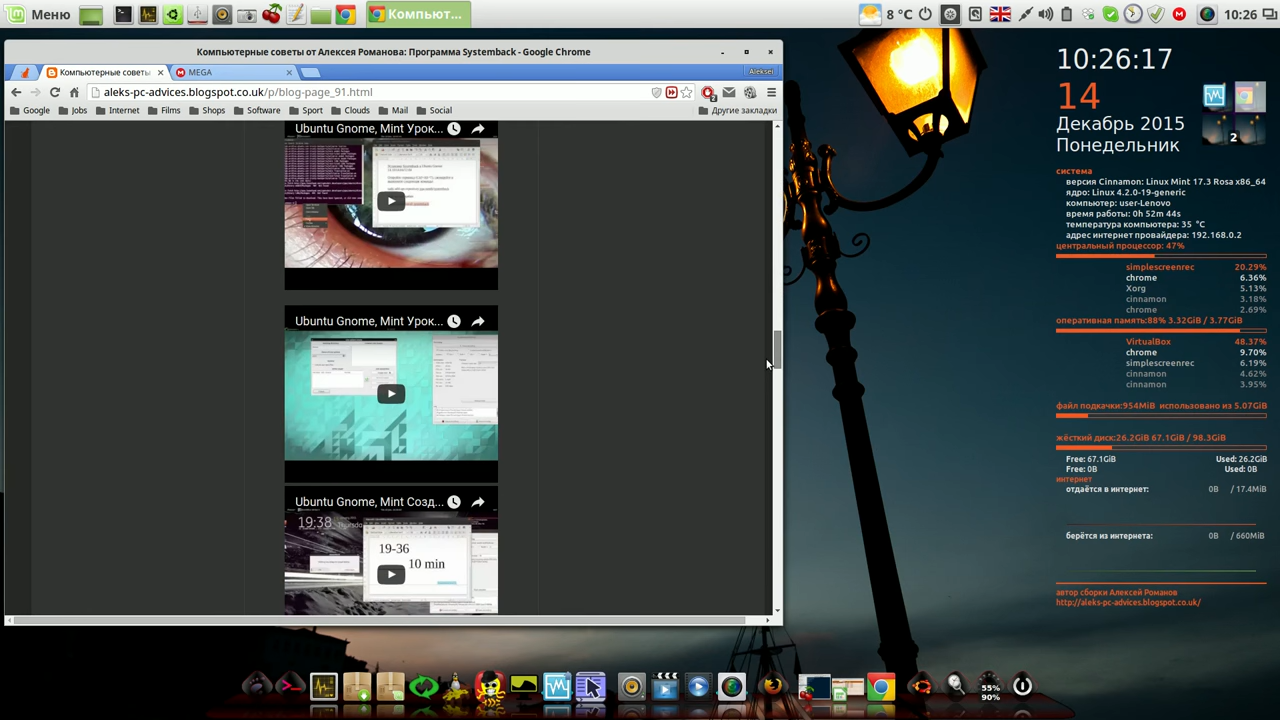 Меню
Компьют...
8 °C
10:26
Компьютерные советы от Алексея Романова: Программа Systemback - Google Chrome
Компьютерные советы
MEGA
Aleksei
aleks-pc-advices.blogspot.co.uk/p/blog-page_91.html
2
Google
Jobs
Internet
Films
Shops
Software
Sport
Clouds
Mail
Social
Другие закладки
Ubuntu Gnome, Mint Урок...
Ubuntu Gnome, Mint Урок...
Ubuntu Gnome, Mint Созд...
19:38
19-36
10 min
10:26:17
14
Декабрь 2015
Понедельник
2
система
версия Cinnamon: Linux Mint 17.3 Rosa x86_64
ядро: Linux 4.2.0-19-generic
компьютер: user-Lenovo
время работы: 0h 52m 44s
температура компьютера: 35 °C
адрес интернет провайдера: 192.168.0.2
центральный процессор: 47%
simplescreenrec 20.29%
chrome 6.36%
Xorg 5.13%
cinnamon 3.18%
chrome 2.69%
оперативная память:88% 3.32GiB / 3.77GiB
VirtualBox 48.37%
chrome 9.70%
simplescreenrec 6.19%
cinnamon 4.62%
cinnamon 3.95%
файл подкачки:954MiB использовано из 5.07GiB
жёсткий диск:26.2GiB 67.1GiB / 98.3GiB
Free: 67.1GiB Used: 26.2GiB
Free: 0B Used: 0B
интернет
отдаётся в интернет: 0B / 17.4MiB
берётся из интернета: 0B / 660MiB
автор сборки Алексей Романов
http://aleks-pc-advices.blogspot.co.uk/
55%
90%